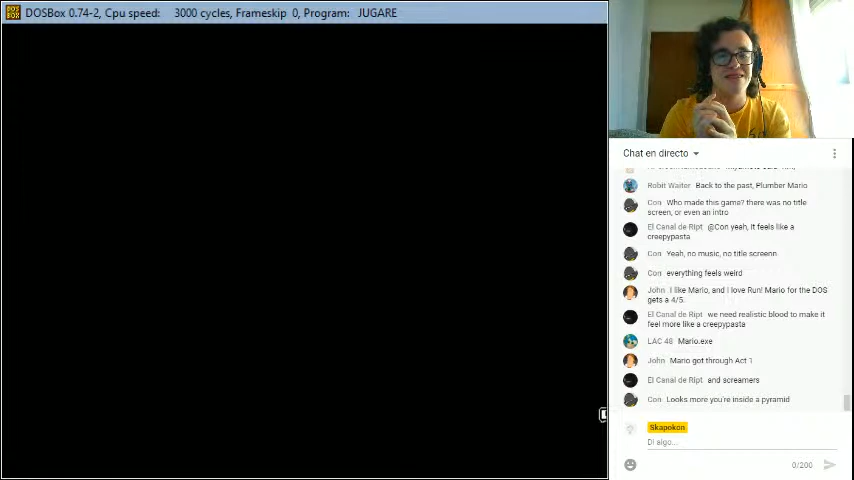 DOSBox 0.74-2, Cpu speed: 3000 cycles, Frameskip 0, Program: JUGARE
Chat en directo
Robit Waiter Back to the past, Plumber Mario
Con Who made this game? there was no title
screen, or even an intro
El Canal de Ript @Con yeah, it feels like a
creepypasta
Con Yeah, no music, no title screenn
Con everything feels weird
John I like Mario, and I love Run! Mario for the DOS
gets a 4/5.
El Canal de Ript we need realistic blood to make it
feel more like a creepypasta
LAC 48 Mario.exe
John Mario got through Act 1
El Canal de Ript and screamers
Con Looks more you're inside a pyramid
Skapokon
Di algo...
0/200